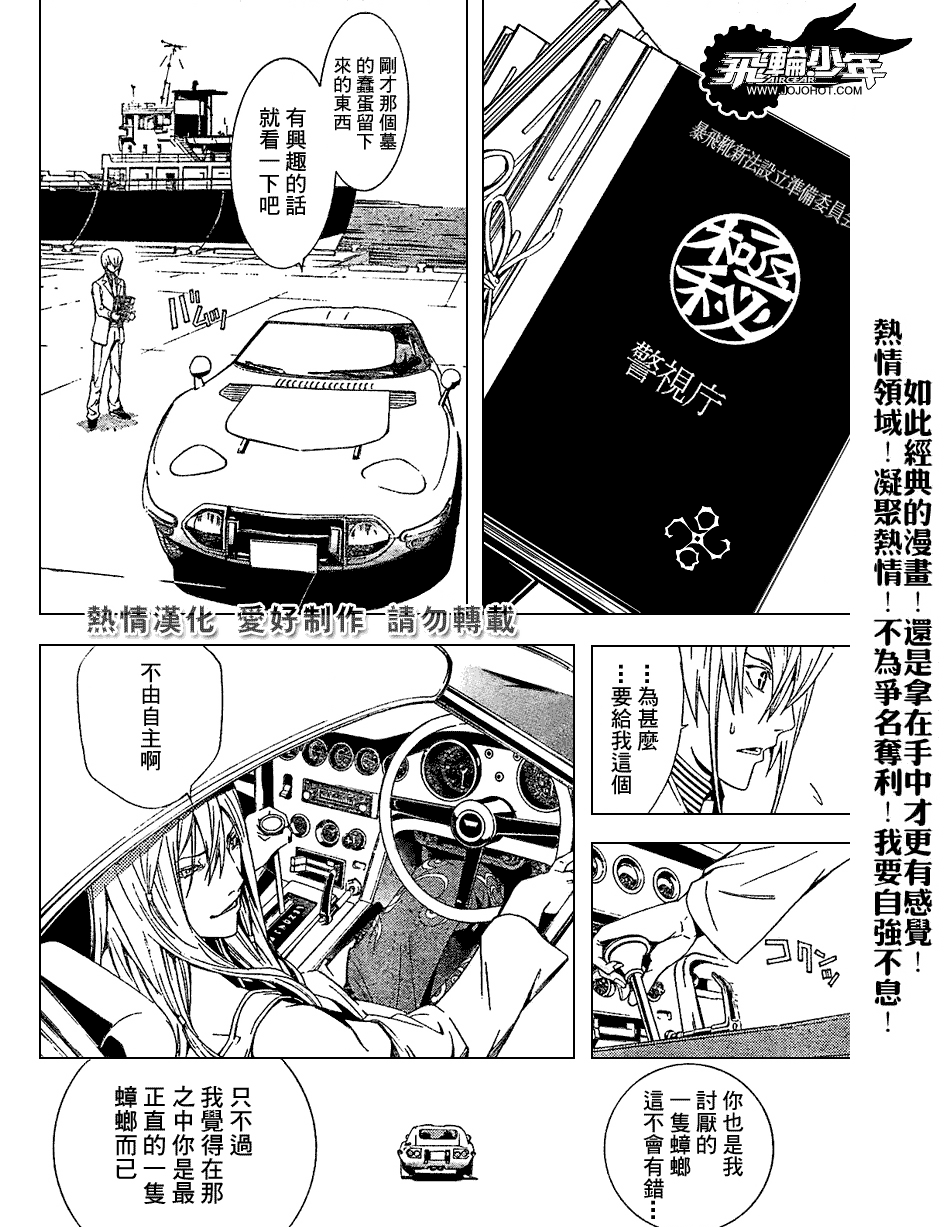 飛輪少年
WWW.JOJOHOT.COM
暴飛靴新法設立準備委員会
極秘
警視庁
剛才那個墓
的蠢蛋留下
來的東西
有興趣的話
就看一下吧
バムッ
熱情漢化 愛好制作 請勿轉載
…為甚麼
…要給我這個
コクンッ
不由自主啊
你也是我
討厭的
一隻蟑螂
這不會有錯…
只不過
我覺得在那
之中你是最
正直的一隻
蟑螂而已
如此經典的漫畫！還是拿在手中才更有感覺！
熱情領域！凝聚熱情！不為爭名奪利！我要自強不息！